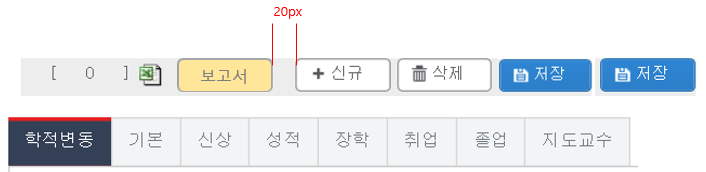 20px
[ 0 ] 보고서 신규 삭제 저장 저장
학적변동 기본 신상 성적 장학 취업 졸업 지도교수